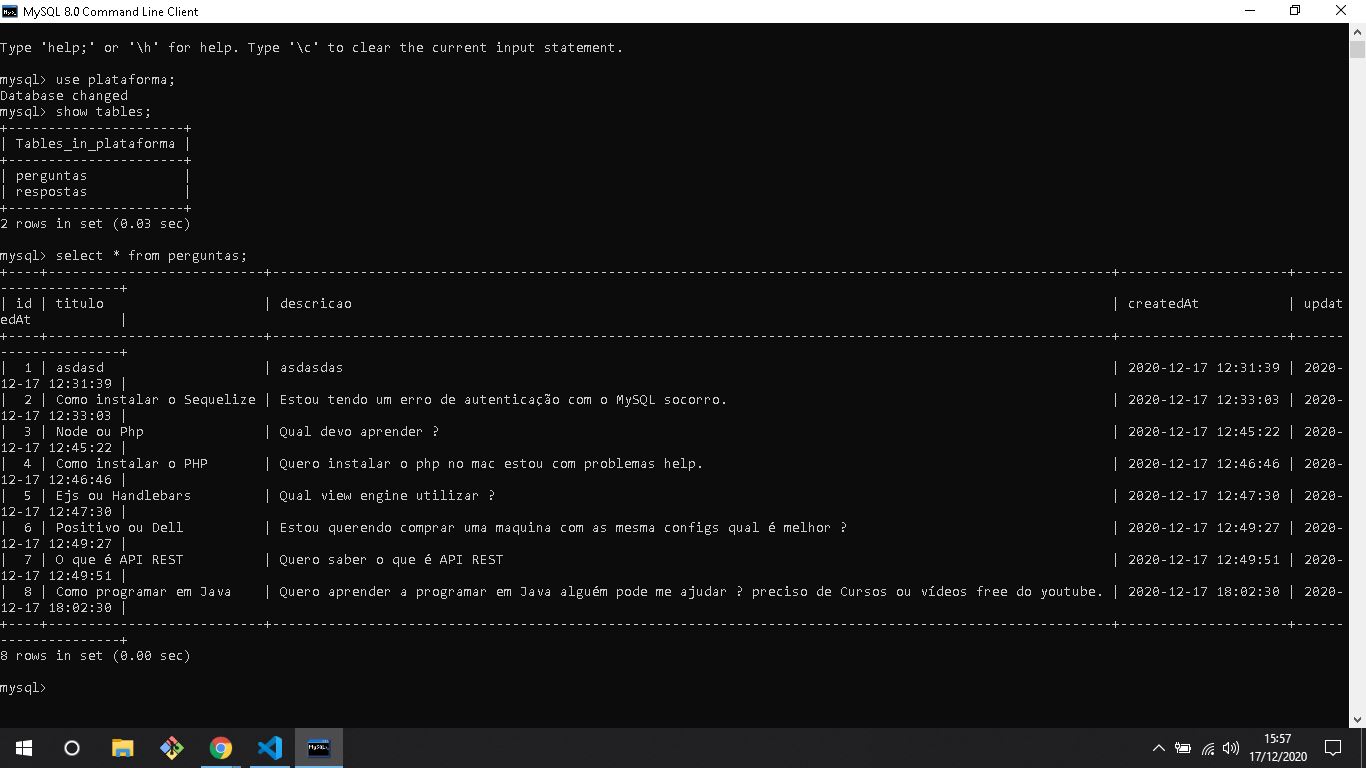 MySQL 8.0 Command Line Client
Type 'help;' or '\h' for help. Type '\c' to clear the current input statement.
mysql> use plataforma;
Database changed
mysql> show tables;
+----------------------+
| Tables_in_plataforma |
+----------------------+
| perguntas            |
| respostas            |
+----------------------+
2 rows in set (0.03 sec)
mysql> select * from perguntas;
+----+---------------------------+---------------------------------------------------------------------------------------------------------+---------------------+------
---------------+
| id | titulo                    | descricao                                                                                               | createdAt           | updat
edAt           |
+----+---------------------------+---------------------------------------------------------------------------------------------------------+---------------------+------
---------------+
|  1 | asdasd                    | asdasdas                                                                                                | 2020-12-17 12:31:39 | 2020-
12-17 12:31:39 |
|  2 | Como instalar o Sequelize | Estou tendo um erro de autenticação com o MySQL socorro.                                                | 2020-12-17 12:33:03 | 2020-
12-17 12:33:03 |
|  3 | Node ou Php               | Qual devo aprender ?                                                                                    | 2020-12-17 12:45:22 | 2020-
12-17 12:45:22 |
|  4 | Como instalar o PHP       | Quero instalar o php no mac estou com problemas help.                                                   | 2020-12-17 12:46:46 | 2020-
12-17 12:46:46 |
|  5 | Ejs ou Handlebars         | Qual view engine utilizar ?                                                                             | 2020-12-17 12:47:30 | 2020-
12-17 12:47:30 |
|  6 | Positivo ou Dell          | Estou querendo comprar uma maquina com as mesma configs qual é melhor ?                                 | 2020-12-17 12:49:27 | 2020-
12-17 12:49:27 |
|  7 | O que é API REST          | Quero saber o que é API REST                                                                            | 2020-12-17 12:49:51 | 2020-
12-17 12:49:51 |
|  8 | Como programar em Java    | Quero aprender a programar em Java alguém pode me ajudar ? preciso de Cursos ou vídeos free do youtube. | 2020-12-17 18:02:30 | 2020-
12-17 18:02:30 |
+----+---------------------------+---------------------------------------------------------------------------------------------------------+---------------------+------
---------------+
8 rows in set (0.00 sec)
mysql>
15:57
17/12/2020